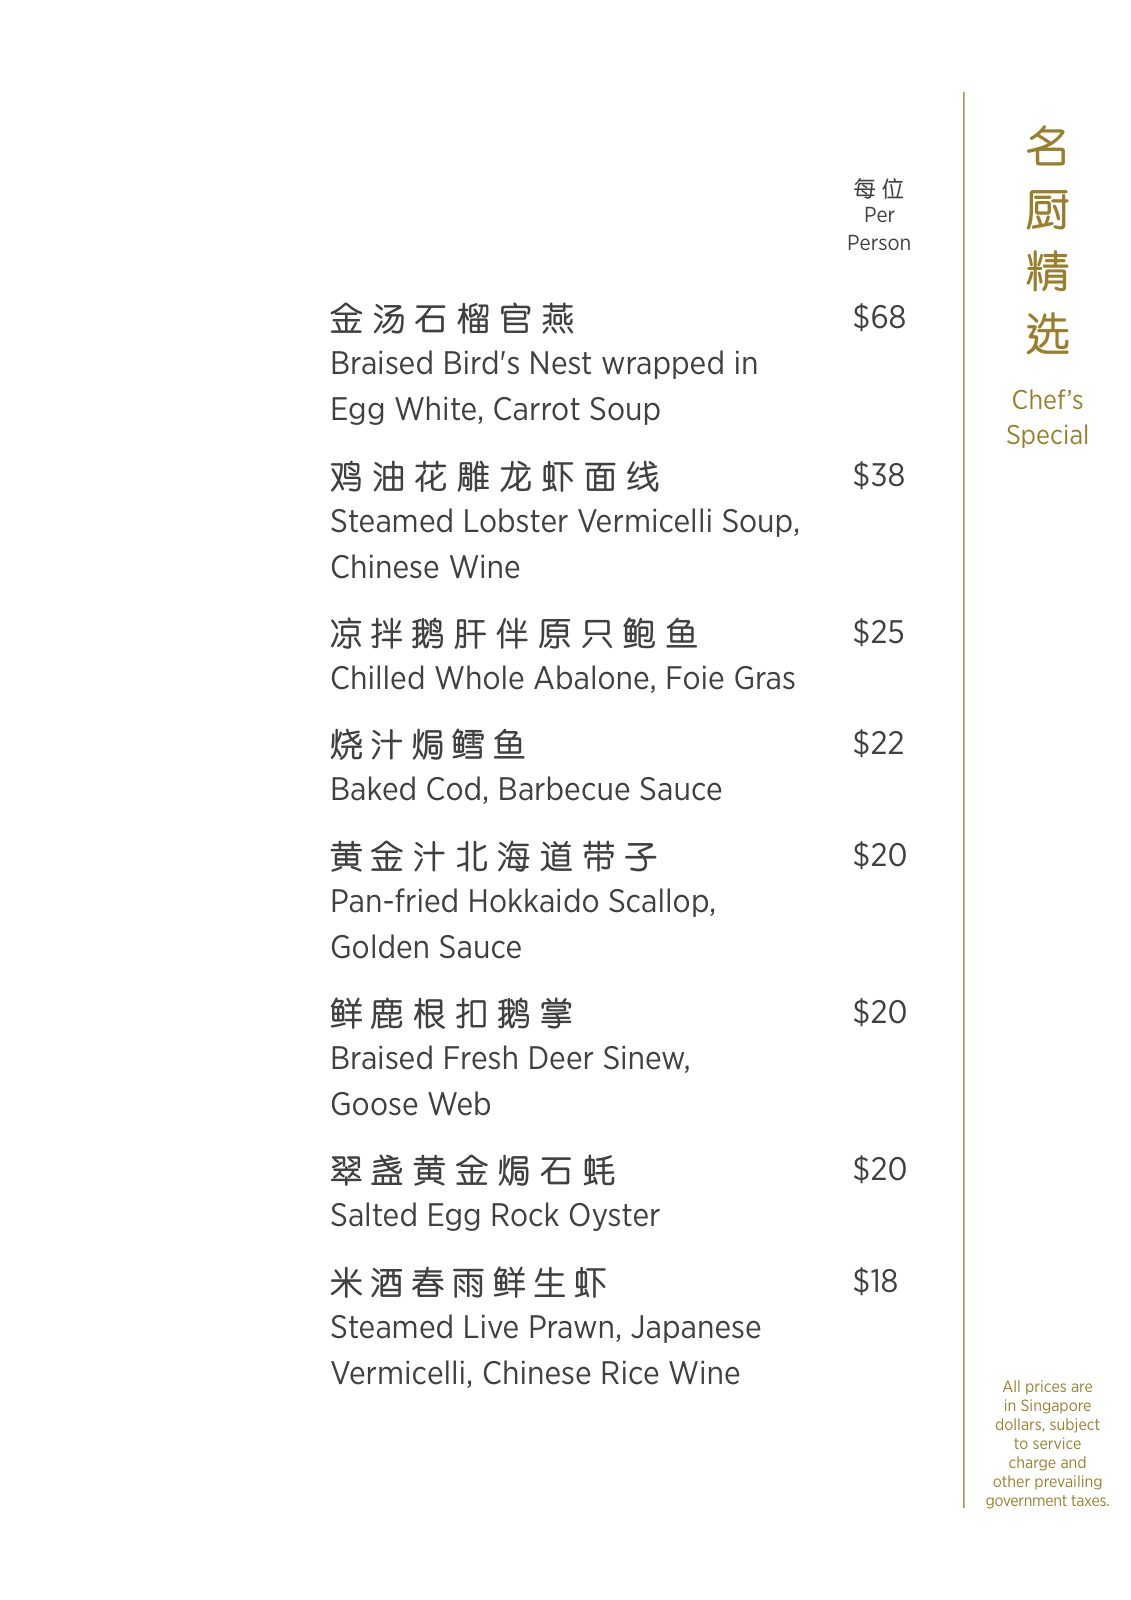 名厨精选
Chef’s
Special
每位
Per
Person
金汤石榴官燕 $68
Braised Bird's Nest wrapped in
Egg White, Carrot Soup
鸡油花雕龙虾面线 $38
Steamed Lobster Vermicelli Soup,
Chinese Wine
凉拌鹅肝伴原只鲍鱼 $25
Chilled Whole Abalone, Foie Gras
烧汁焗鳕鱼 $22
Baked Cod, Barbecue Sauce
黄金汁北海道带子 $20
Pan-fried Hokkaido Scallop,
Golden Sauce
鲜鹿根扣鹅掌 $20
Braised Fresh Deer Sinew,
Goose Web
翠盏黄金焗石蚝 $20
Salted Egg Rock Oyster
米酒春雨鲜生虾 $18
Steamed Live Prawn, Japanese
Vermicelli, Chinese Rice Wine
All prices are
in Singapore
dollars, subject
to service
charge and
other prevailing
government taxes.